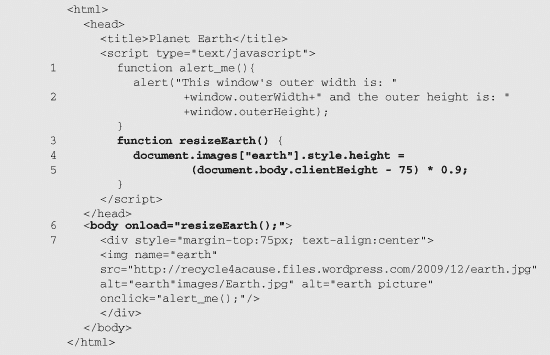 <html>
<head>
<title>Planet Earth</title>
<script type="text/javascript">
1 function alert_me(){
alert("This window's outer width is: "
2 +window.outerWidth+" and the outer height is: "
+window.outerHeight);
}
3 function resizeEarth() {
4 document.images["earth"].style.height =
5 (document.body.clientHeight - 75) * 0.9;
}
</script>
</head>
6 <body onload="resizeEarth();">
7 <div style="margin-top:75px; text-align:center">
<img name="earth"
src="http://recycle4acause.files.wordpress.com/2009/12/earth.jpg"
alt="earth"images/Earth.jpg" alt="earth picture"
onclick="alert_me();"/>
</div>
</body>
</html>